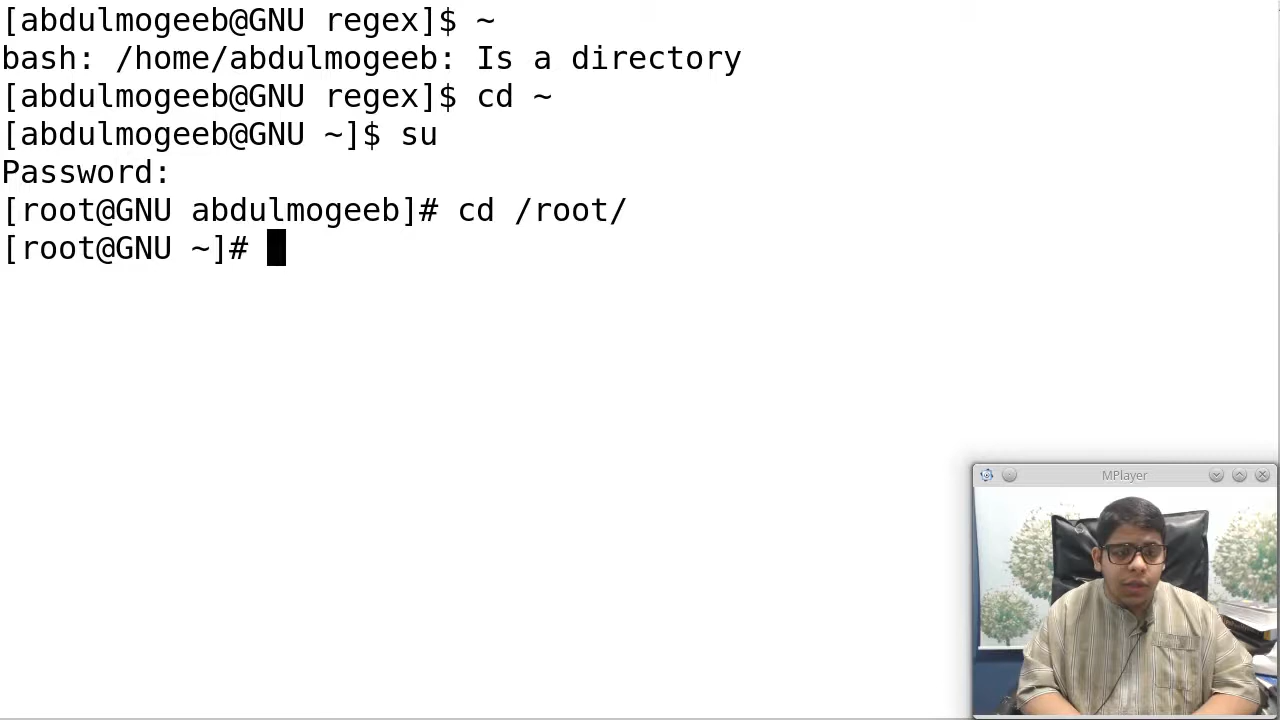 [abdulmogeeb@GNU regex]$ ~
bash: /home/abdulmogeeb: Is a directory
[abdulmogeeb@GNU regex]$ cd ~
[abdulmogeeb@GNU ~]$ su
Password:
[root@GNU abdulmogeeb]# cd /root/
[root@GNU ~]#
MPlayer